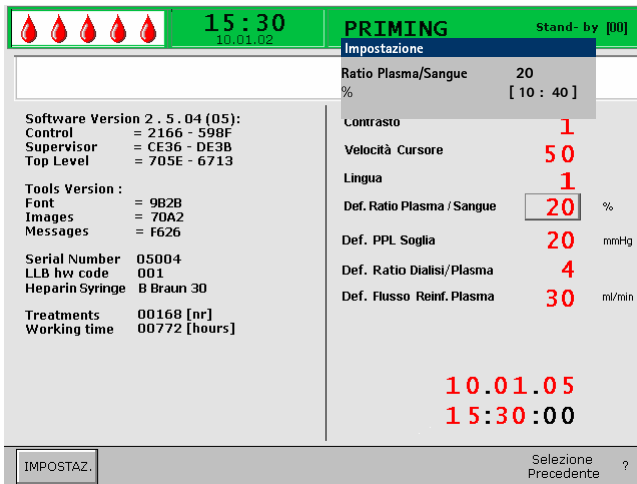 15:30
10.01.02
PRIMING
Stand- by [00]
Impostazione
Ratio Plasma/Sangue 20
% [ 10 : 40 ]
Software Version 2 . 5 . 04 (05):
Control = 2166 - 598F
Supervisor = CE36 - DE3B
Top Level = 705E - 6713
Tools Version :
Font = 9B2B
Images = 70A2
Messages = F626
Serial Number 05004
LLB hw code 001
Heparin Syringe B Braun 30
Treatments 00168 [nr]
Working time 00772 [hours]
Contrasto 1
Velocità Cursore 50
Lingua 1
Def. Ratio Plasma / Sangue 20 %
Def. PPL Soglia 20 mmHg
Def. Ratio Dialisi/Plasma 4
Def. Flusso Reinf. Plasma 30 ml/min
10.01.05
15:30:00
IMPOSTAZ.
Selezione
Precedente ?